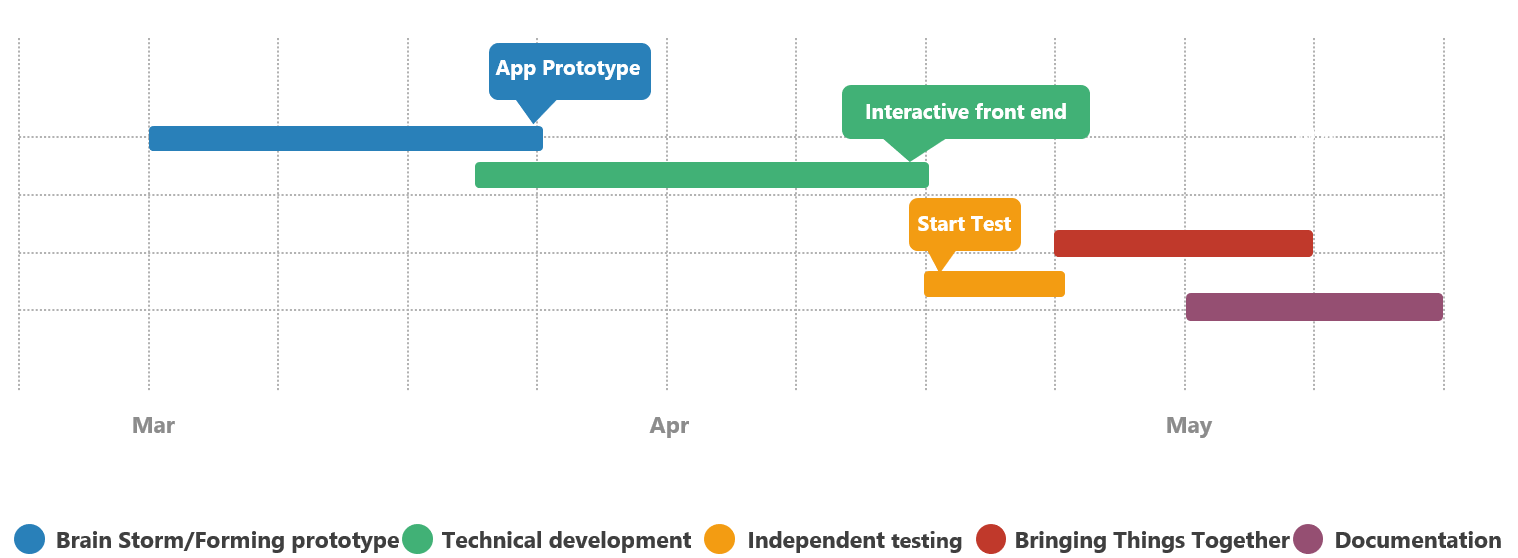 App Prototype
Interactive front end
Start Test
Mar Apr May
Brain Storm/Forming prototype Technical development Independent testing Bringing Things Together Documentation